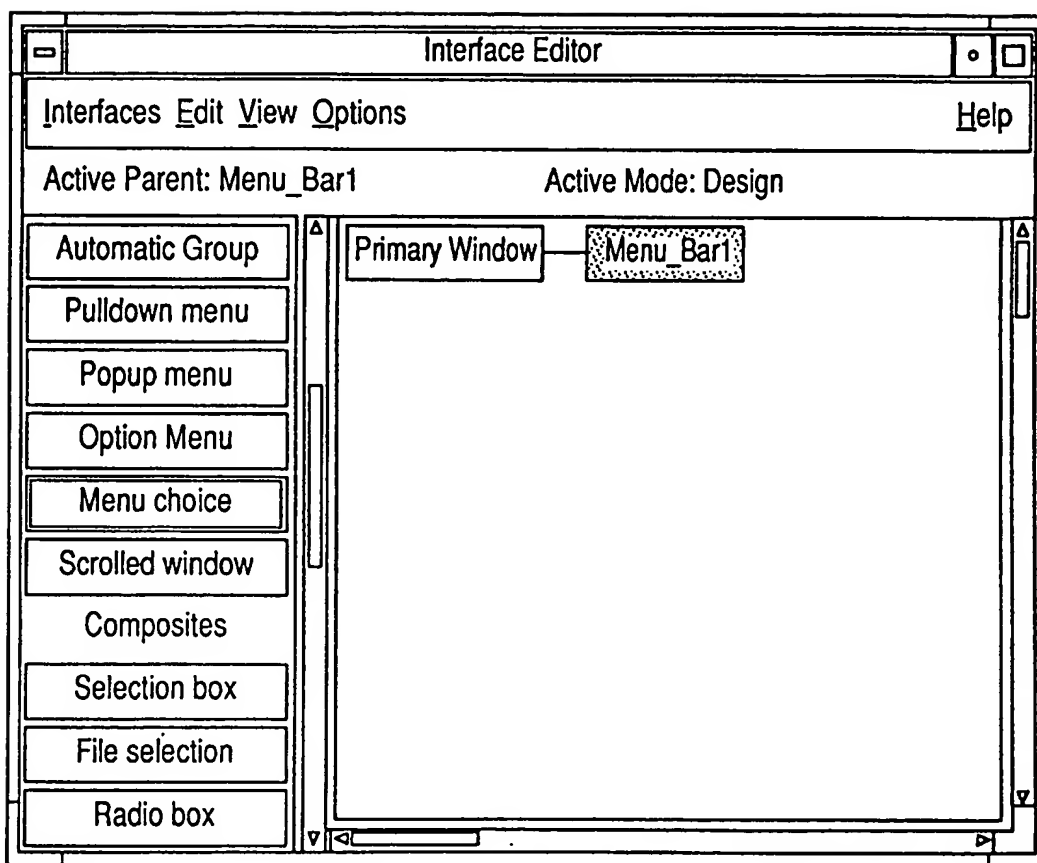 Interface Editor
Interfaces Edit View Options Help
Active Parent: Menu_Bar1 Active Mode: Design
Automatic Group
Pulldown menu
Popup menu
Option Menu
Menu choice
Scrolled window
Composites
Selection box
File selection
Radio box
Primary Window
Menu_Bar1